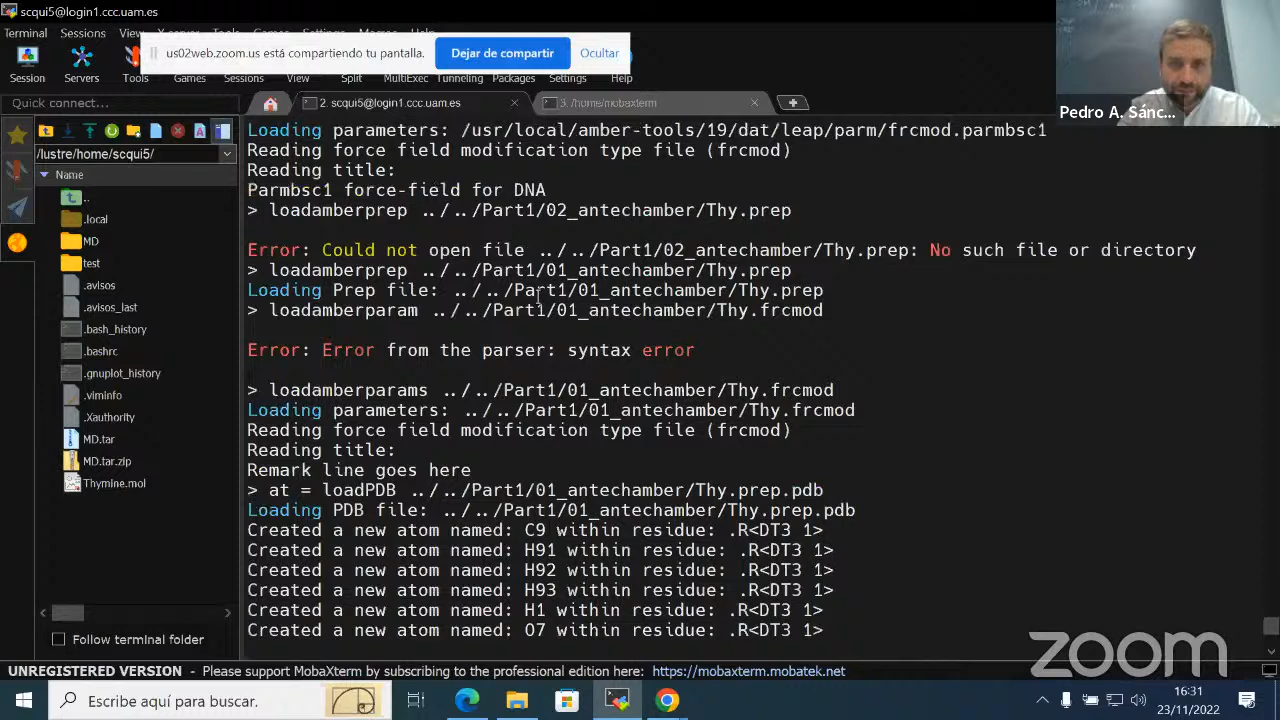 scqui5@login1.ccc.uam.es
Terminal Sessions View X server Tools Games Settings Macros Help
us02web.zoom.us está compartiendo tu pantalla. Dejar de compartir Ocultar
Session Servers Tools Games Sessions View Split MultiExec Tunneling Packages Settings Help
Quick connect...
2. scqui5@login1.ccc.uam.es
3. /home/mobaxterm
Pedro A. Sánc...
/lustre/home/scqui5/
Name
..
.local
MD
test
.avisos
.avisos_last
.bash_history
.bashrc
.gnuplot_history
.viminfo
.Xauthority
MD.tar
MD.tar.zip
Thymine.mol
Follow terminal folder
Loading parameters: /usr/local/amber-tools/19/dat/leap/parm/frcmod.parmbsc1
Reading force field modification type file (frcmod)
Reading title:
Parmbsc1 force-field for DNA
> loadamberprep ../../Part1/02_antechamber/Thy.prep
Error: Could not open file ../../Part1/02_antechamber/Thy.prep: No such file or directory
> loadamberprep ../../Part1/01_antechamber/Thy.prep
Loading Prep file: ../../Part1/01_antechamber/Thy.prep
> loadamberparam ../../Part1/01_antechamber/Thy.frcmod
Error: Error from the parser: syntax error
> loadamberparams ../../Part1/01_antechamber/Thy.frcmod
Loading parameters: ../../Part1/01_antechamber/Thy.frcmod
Reading force field modification type file (frcmod)
Reading title:
Remark line goes here
> at = loadPDB ../../Part1/01_antechamber/Thy.prep.pdb
Loading PDB file: ../../Part1/01_antechamber/Thy.prep.pdb
Created a new atom named: C9 within residue: .R<DT3 1>
Created a new atom named: H91 within residue: .R<DT3 1>
Created a new atom named: H92 within residue: .R<DT3 1>
Created a new atom named: H93 within residue: .R<DT3 1>
Created a new atom named: H1 within residue: .R<DT3 1>
Created a new atom named: O7 within residue: .R<DT3 1>
zoom
UNREGISTERED VERSION - Please support MobaXterm by subscribing to the professional edition here: https://mobaxterm.mobatek.net
Escribe aquí para buscar.
16:31
23/11/2022